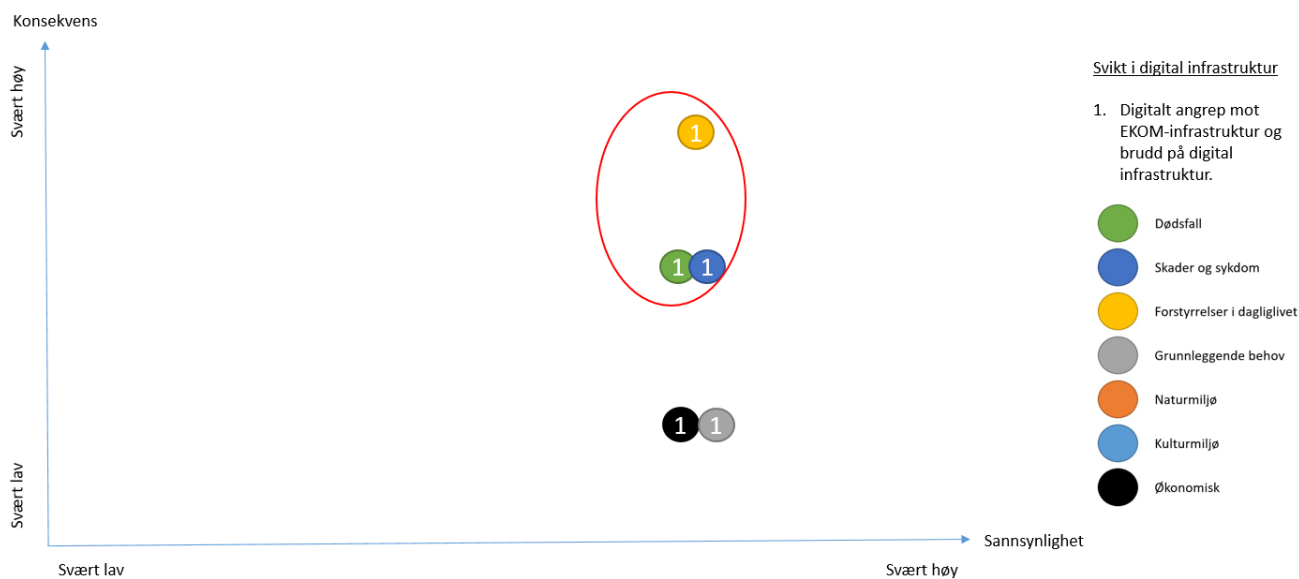 Konsekvens
Svært høy
Svikt i digital infrastruktur
1. Digitalt angrep mot
EKOM-infrastruktur og
brudd på digital
infrastruktur.
1
1 1
1 1
Dødsfall
Skader og sykdom
Forstyrrelser i dagliglivet
Grunnleggende behov
Naturmiljø
Kulturmiljø
Økonomisk
Svært lav
Sannsynlighet
Svært lav
Svært høy